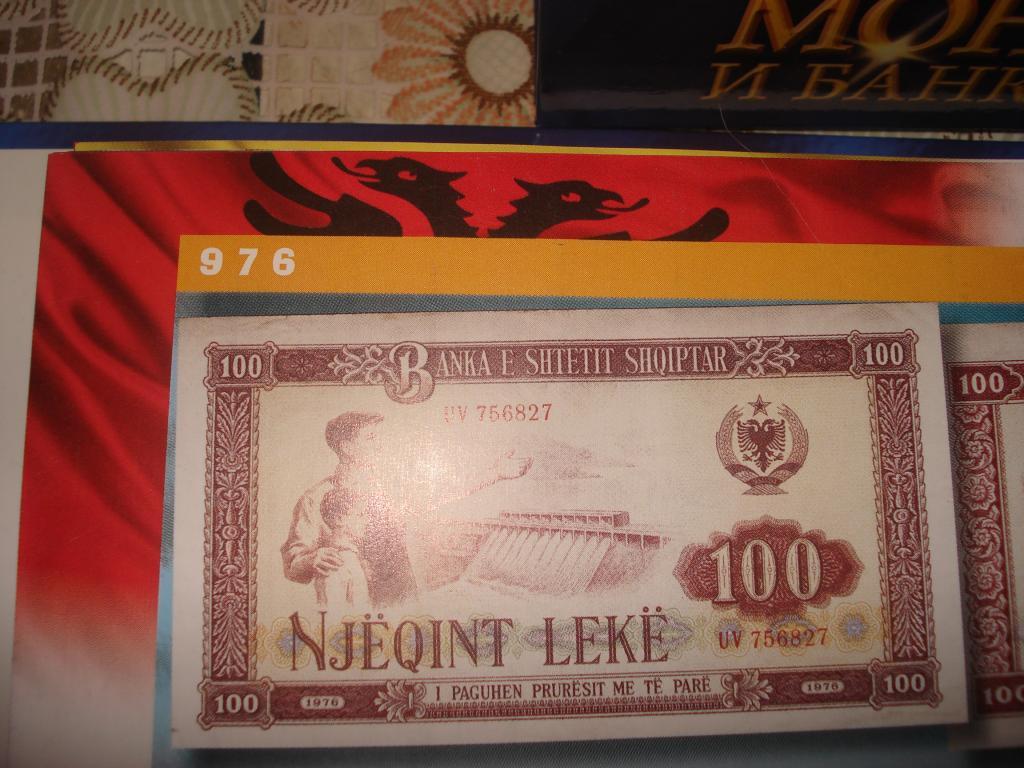 И БАНК
976
100 BANKA E SHTETIT SHQIPTAR 100
100
UV 756827
100
NJËQINT LEKË
UV 756827
I PAGUHEN PRURËSIT ME TË PARË
100 1976 1976 100
100